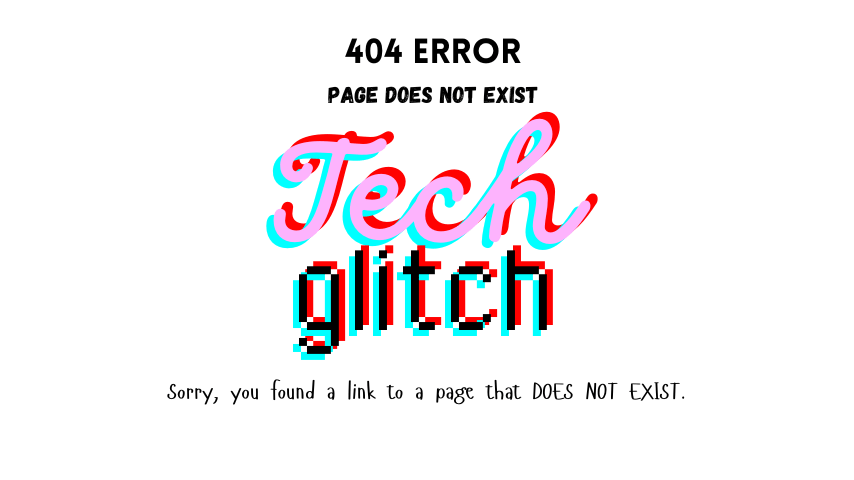 404 ERROR
PAGE DOES NOT EXIST
Tech
glitch
Sorry, you found a link to a page that DOES NOT EXIST.